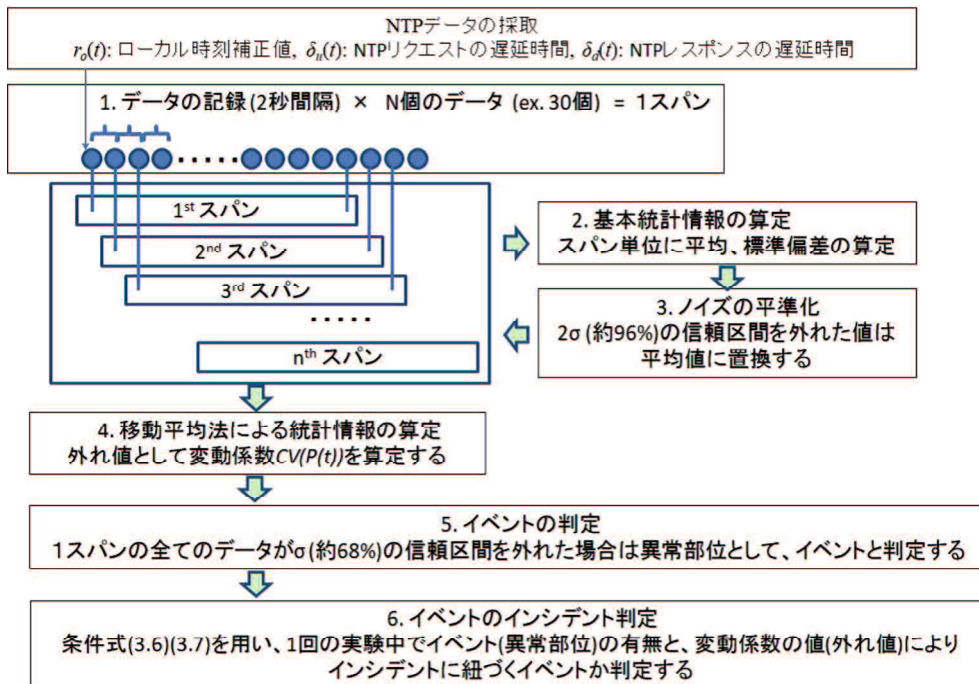 NTPデータの採取
r₀(t): ローカル時刻補正値, δᵤ(t): NTPリクエストの遅延時間, δd(t): NTPレスポンスの遅延時間
1. データの記録(2秒間隔) × N個のデータ (ex. 30個) = 1スパン
1st スパン
2nd スパン
3rd スパン
nth スパン
2. 基本統計情報の算定
スパン単位に平均、標準偏差の算定
3. ノイズの平準化
2σ (約96%)の信頼区間を外れた値は
平均値に置換する
4. 移動平均法による統計情報の算定
外れ値として変動係数CV(P(t))を算定する
5. イベントの判定
1スパンの全てのデータがσ(約68%)の信頼区間を外れた場合は異常部位として、イベントと判定する
6. イベントのインシデント判定
条件式(3.6)(3.7)を用い、1回の実験中でイベント(異常部位)の有無と、変動係数の値(外れ値)により
インシデントに紐づくイベントか判定する